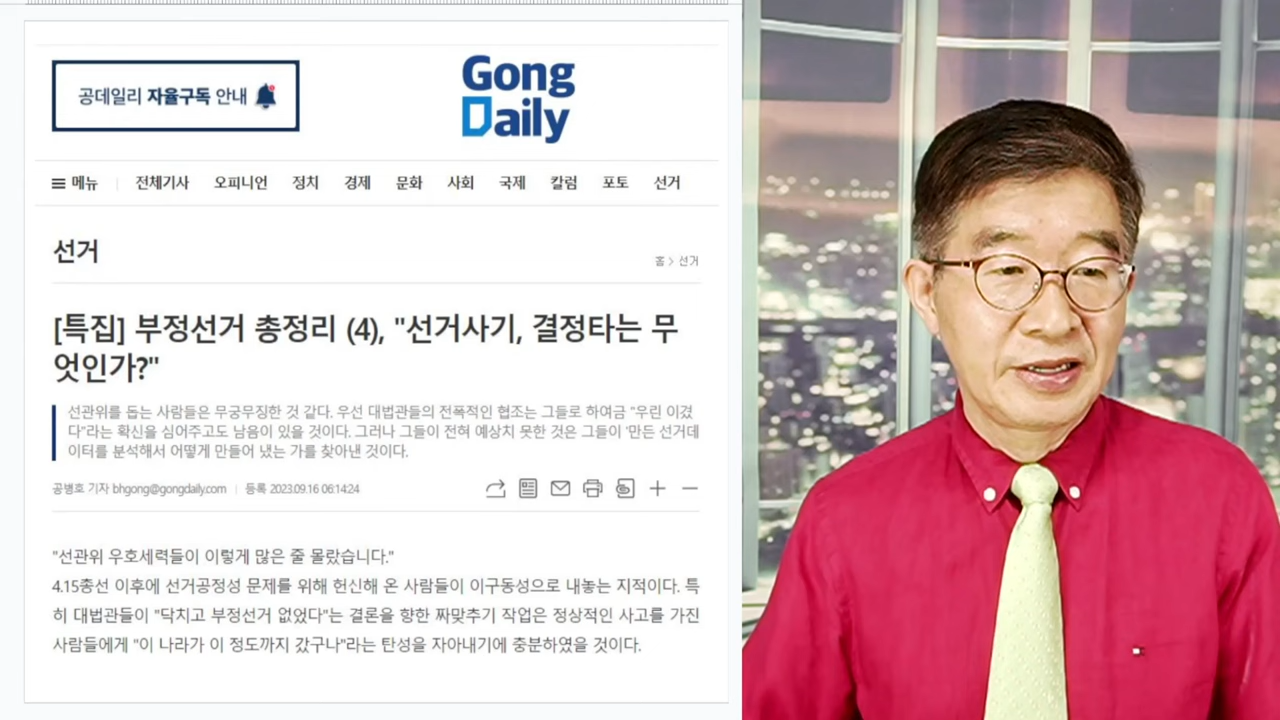 공데일리 자율구독 안내
Gong
Daily
메뉴 전체기사 오피니언 정치 경제 문화 사회 국제 칼럼 포토 선거
선거
홈 > 선거
[특집] 부정선거 총정리 (4), "선거사기, 결정타는 무
엇인가?"
선관위를 돕는 사람들은 무궁무진한 것 같다. 우선 대법관들의 전폭적인 협조는 그들로 하여금 "우린 이겼
다"라는 확신을 심어주고도 남음이 있을 것이다. 그러나 그들이 전혀 예상치 못한 것은 그들이 '만든 선거데
이터를 분석해서 어떻게 만들어 냈는 가를 찾아낸 것이다.
공병호 기자 bhgong@gongdaily.com | 등록 2023.09.16 06:14:24
"선관위 우호세력들이 이렇게 많은 줄 몰랐습니다."
4.15총선 이후에 선거공정성 문제를 위해 헌신해 온 사람들이 이구동성으로 내놓는 지적이다. 특
히 대법관들이 "닥치고 부정선거 없었다"는 결론을 향한 짜맞추기 작업은 정상적인 사고를 가진
사람들에게 "이 나라가 이 정도까지 갔구나"라는 탄성을 자아내기에 충분하였을 것이다.